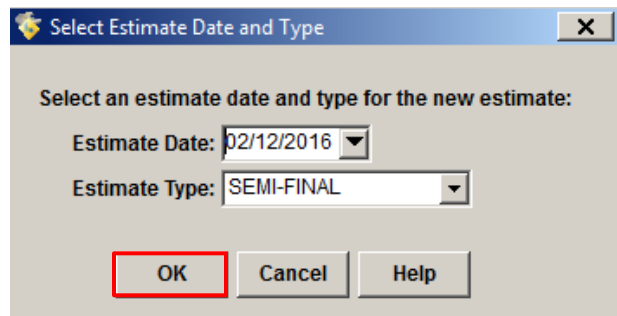 Select Estimate Date and Type
Select an estimate date and type for the new estimate:
Estimate Date: 02/12/2016
Estimate Type: SEMI-FINAL
OK Cancel Help